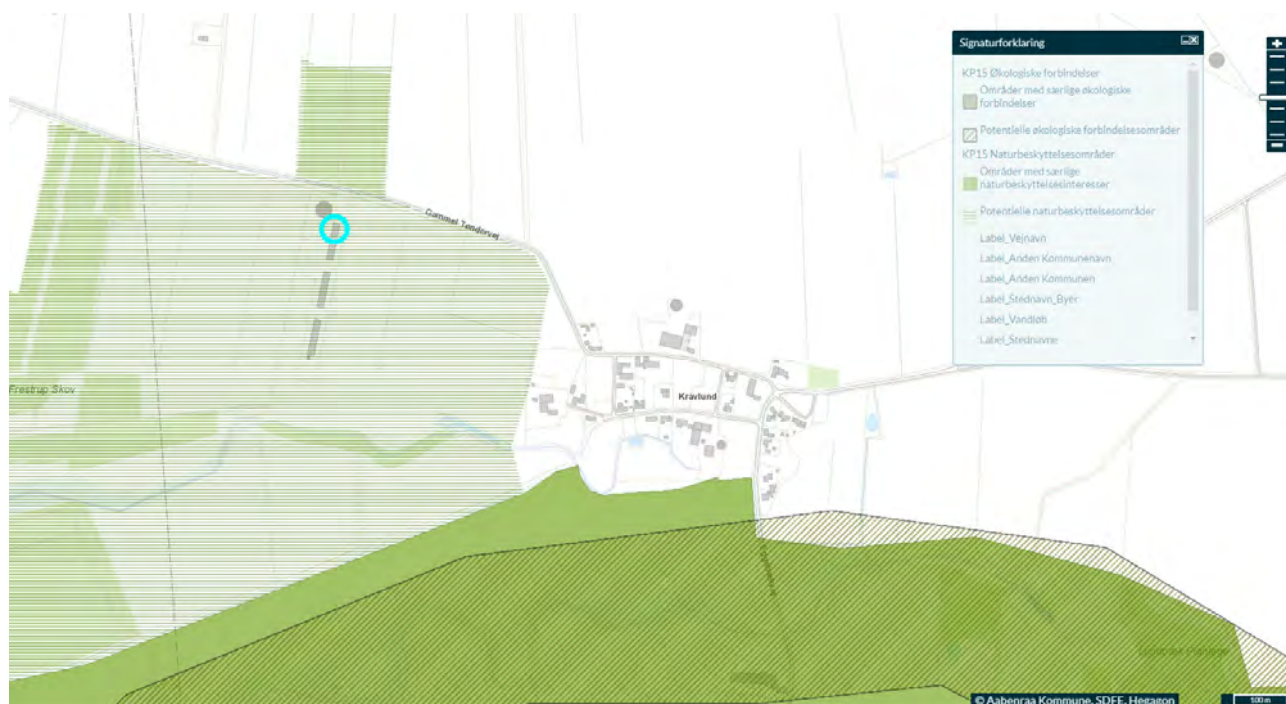 Signaturforklaring
KP15 Økologiske forbindelser
Områder med særlige økologiske
forbindelser
Potentielle økologiske forbindelsesområder
KP15 Naturbeskyttelsesområder
Områder med særlige
naturbeskyttelsesinteresser
Potentielle naturbeskyttelsesområder
Label_Vejnavn
Label_Anden Kommunenavn
Label_Anden Kommunen
Label_Stednavn_Byer
Label_Vandløb
Label_Stednavne
Gammel Tøndervej
Frestrup Skov
Kravlund
© Aabenraa Kommune, SDFE, Hexagon
100 m